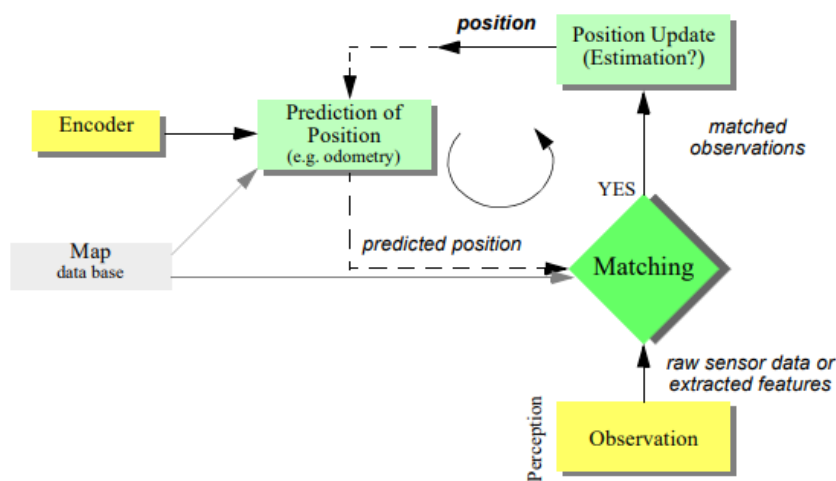 position
Position Update
(Estimation?)
Encoder
Prediction of
Position
(e.g. odometry)
matched
observations
YES
Map
data base
predicted position
Matching
raw sensor data or
extracted features
Perception
Observation